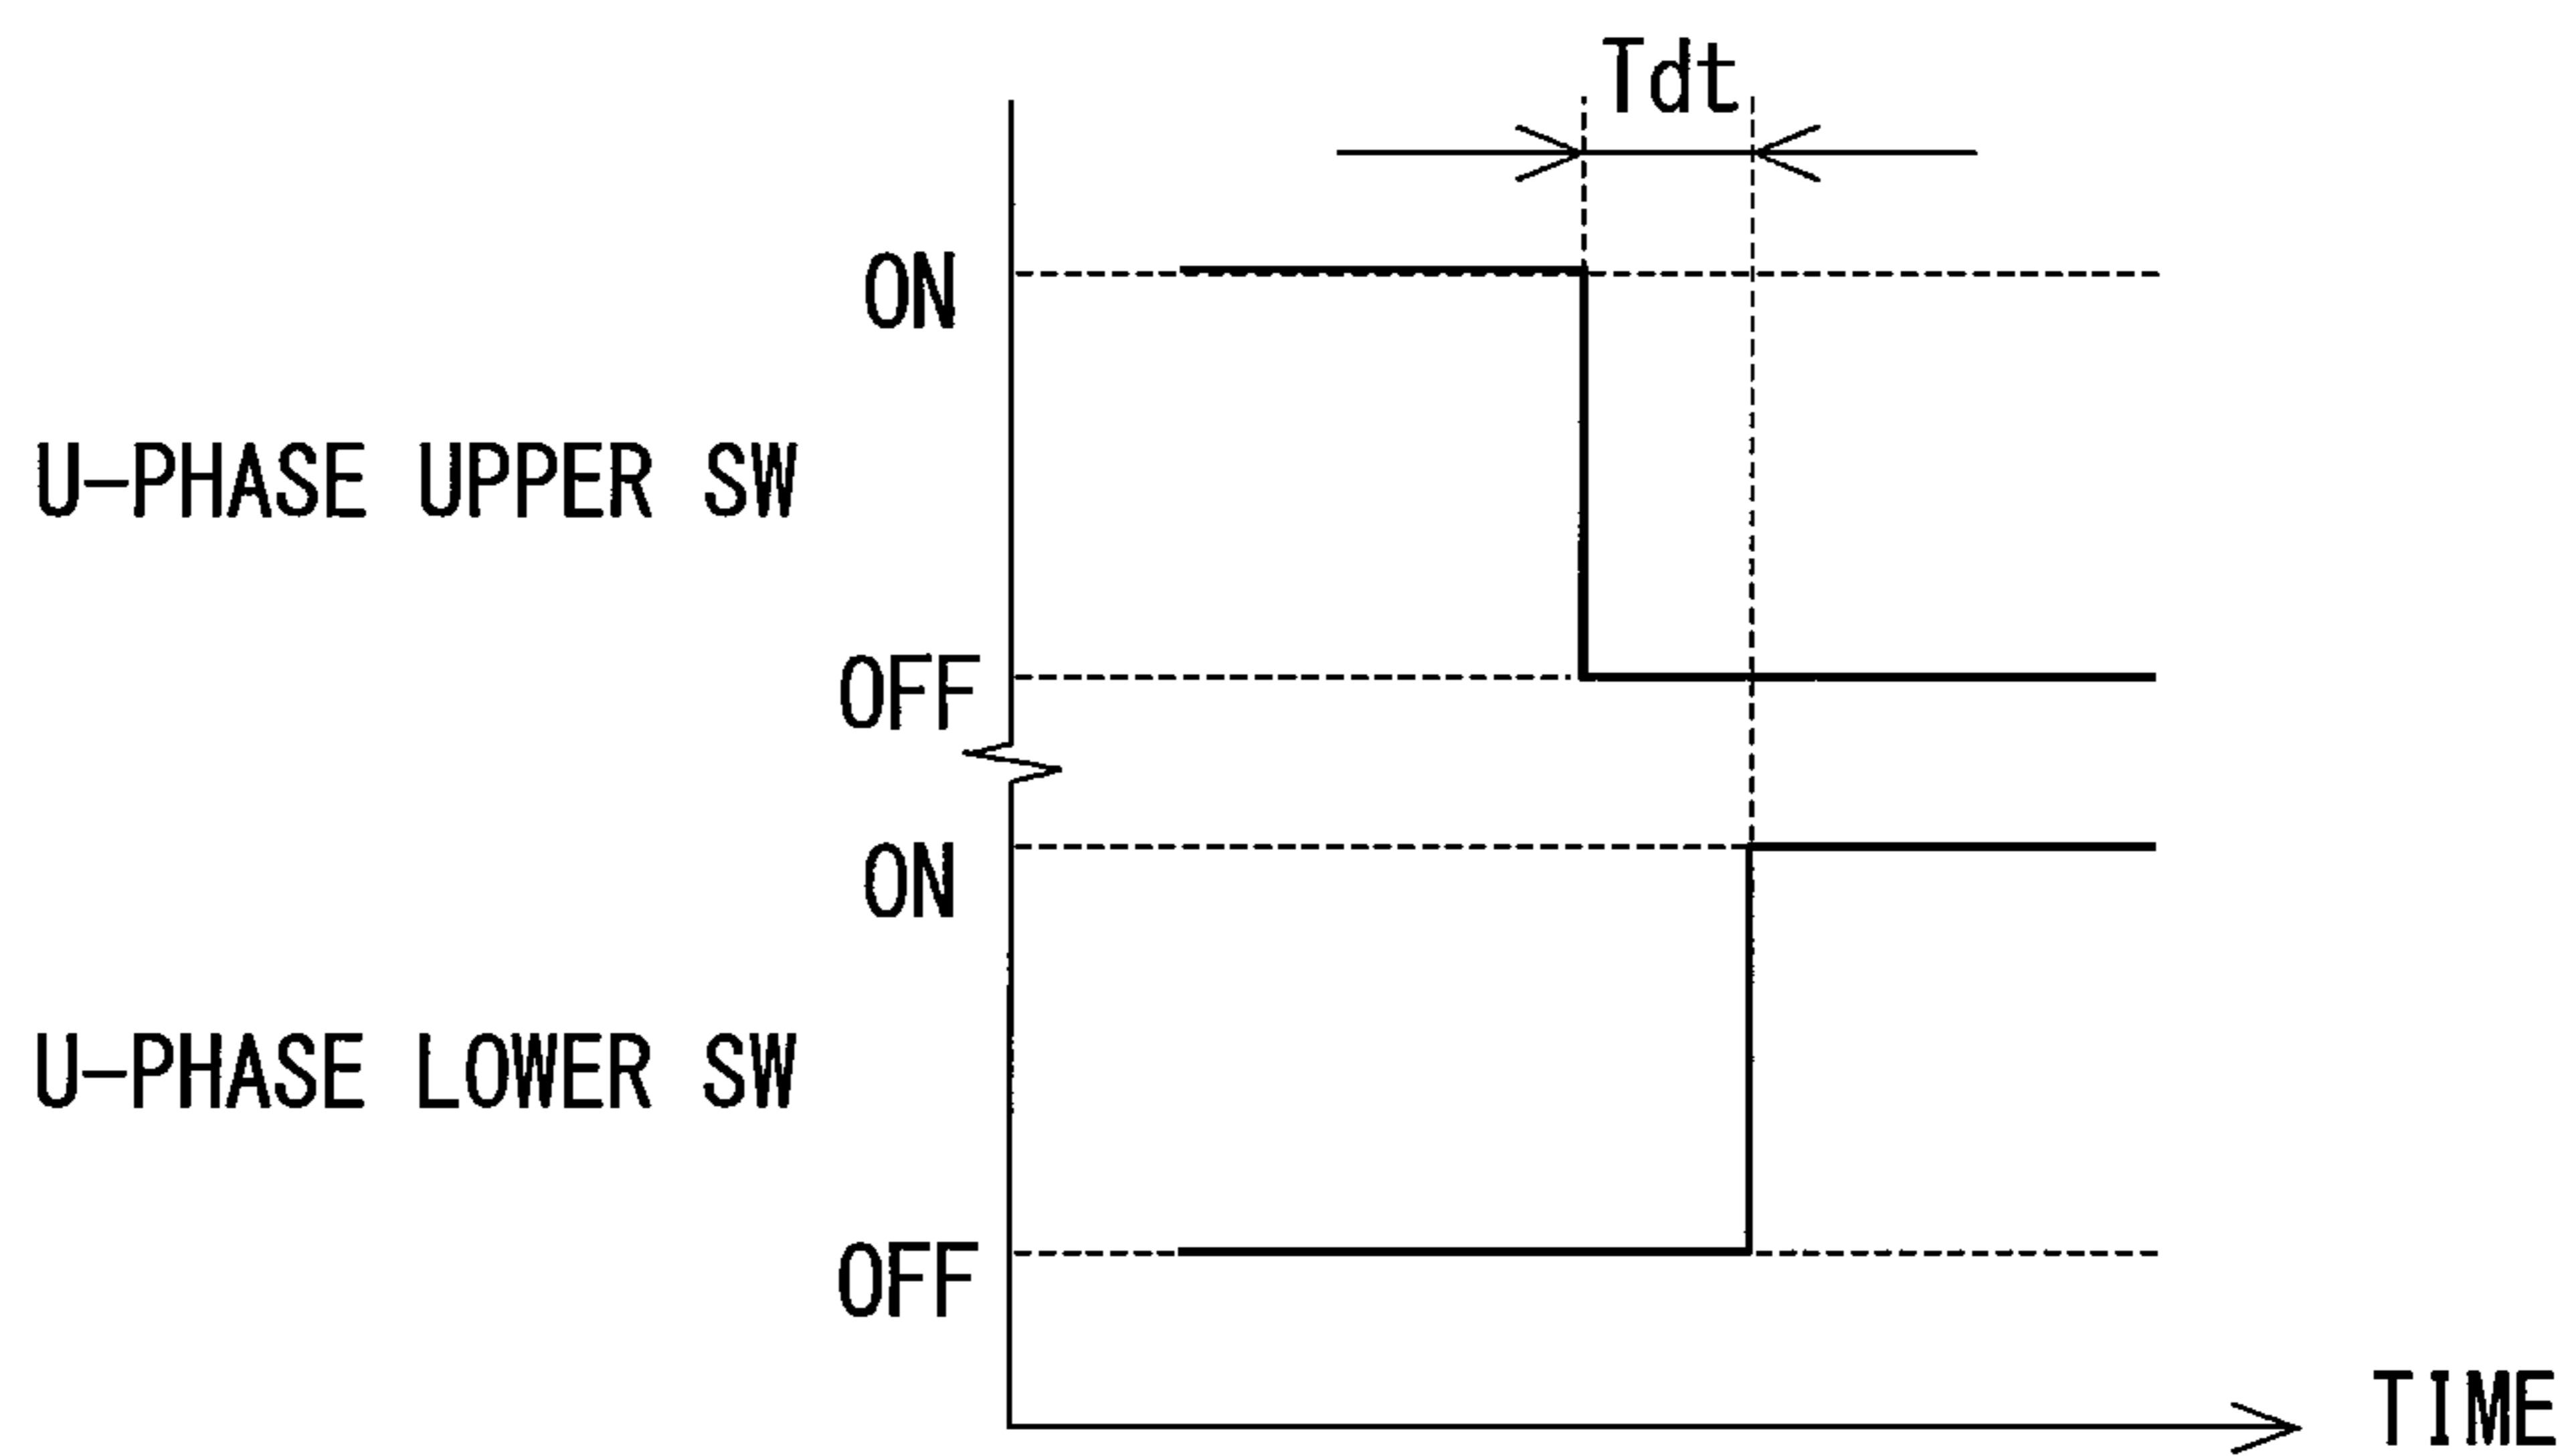 Tdt
ON
U-PHASE UPPER SW
OFF
ON
U-PHASE LOWER SW
OFF
TIME